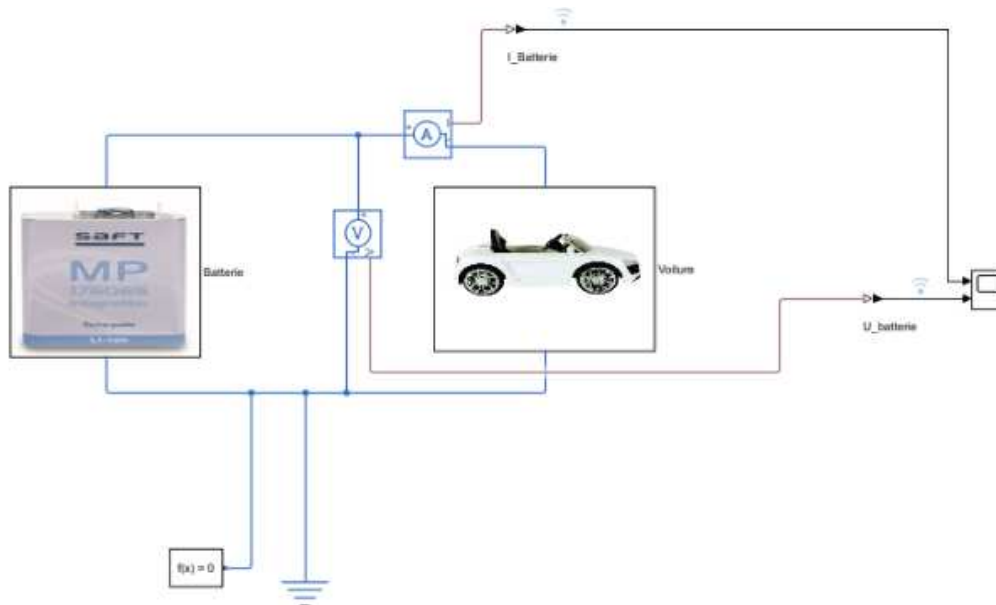 I_Batterie
A
V
SAFT
MP
Batterie
Voiture
U_batterie
f(x) = 0